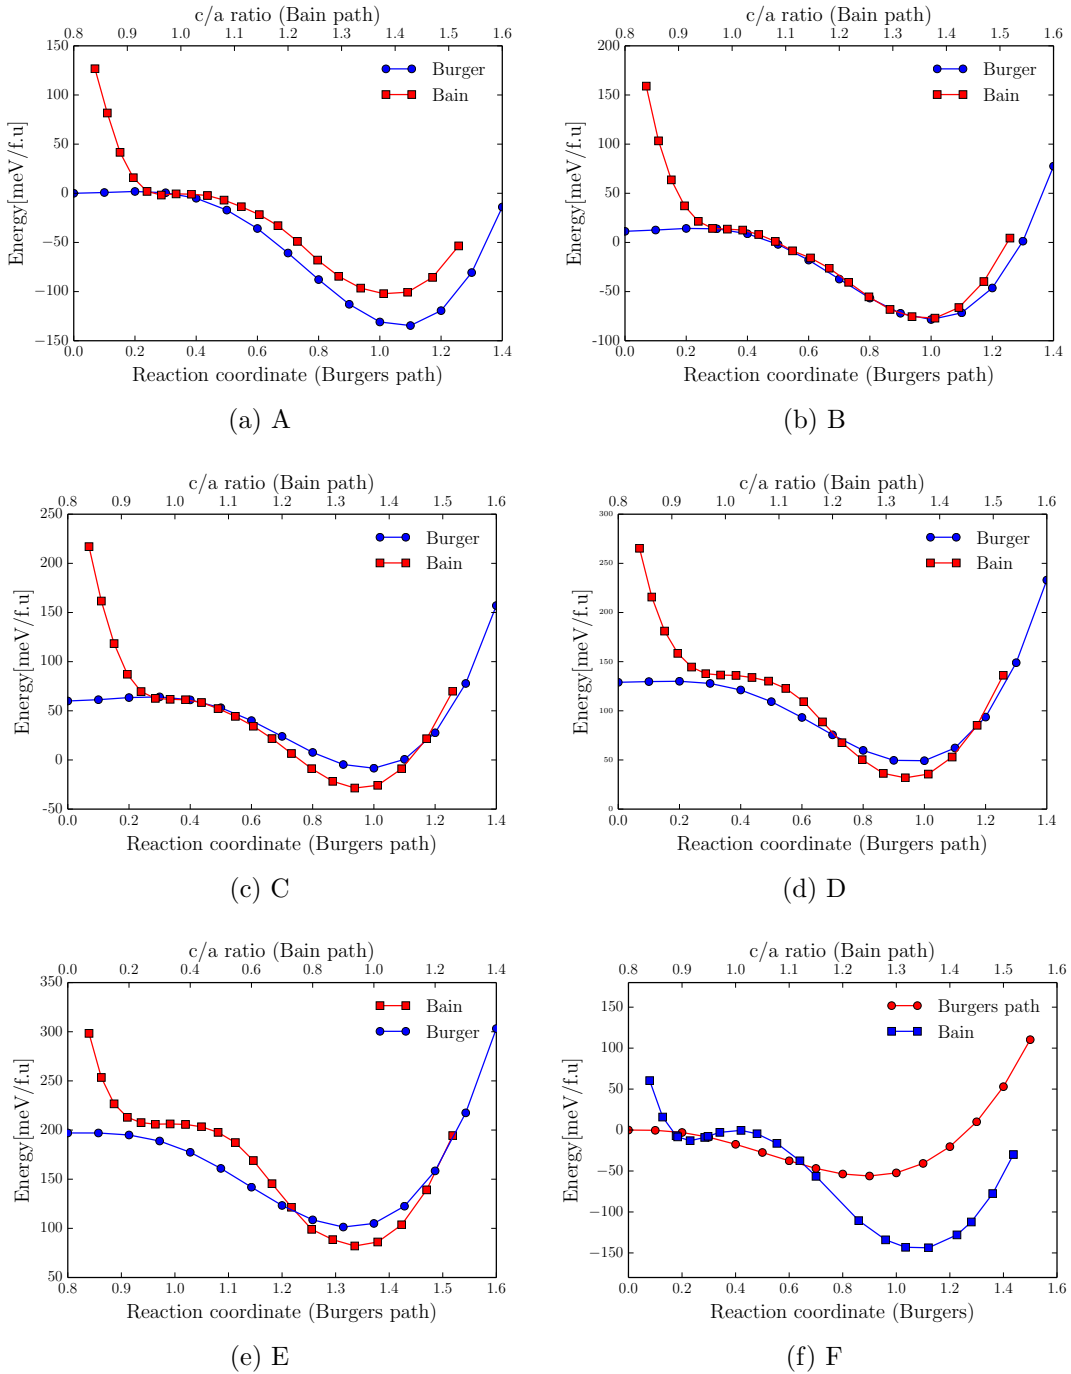 c/a ratio (Bain path) c/a ratio (Bain path)
0.8 0.9 1.0 1.1 1.2 1.3 1.4 1.5 1.6 0.8 0.9 1.0 1.1 1.2 1.3 1.4 1.5 1.6
150 100 50 0 −50 −100 −150
Energy[meV/f.u]
Burger
Bain
0.0 0.2 0.4 0.6 0.8 1.0 1.2 1.4
Reaction coordinate (Burgers path)
(a) A
200 150 100 50 0 -50 -100
Energy[meV/f.u]
Burger
Bain
0.0 0.2 0.4 0.6 0.8 1.0 1.2 1.4
Reaction coordinate (Burgers path)
(b) B
c/a ratio (Bain path)
0.8 0.9 1.0 1.1 1.2 1.3 1.4 1.5 1.6
250 200 150 100 50 0 -50
Energy[meV/f.u]
Burger
Bain
0.0 0.2 0.4 0.6 0.8 1.0 1.2 1.4
Reaction coordinate (Burgers path)
(c) C
c/a ratio (Bain path)
0.8 0.9 1.0 1.1 1.2 1.3 1.4 1.5 1.6
300 250 200 150 100 50 0
Energy[meV/f.u]
Burger
Bain
0.0 0.2 0.4 0.6 0.8 1.0 1.2 1.4
Reaction coordinate (Burgers path)
(d) D
c/a ratio (Bain path)
0.0 0.2 0.4 0.6 0.8 1.0 1.2 1.4
350 300 250 200 150 100 50
Energy[meV/f.u]
Bain
Burger
0.8 0.9 1.0 1.1 1.2 1.3 1.4 1.5 1.6
Reaction coordinate (Burgers path)
(e) E
c/a ratio (Bain path)
0.8 0.9 1.0 1.1 1.2 1.3 1.4 1.5 1.6
150 100 50 0 −50 −100 −150
Energy[meV/f.u]
Burgers path
Bain
0.0 0.2 0.4 0.6 0.8 1.0 1.2 1.4 1.6
Reaction coordinate (Burgers)
(f) F